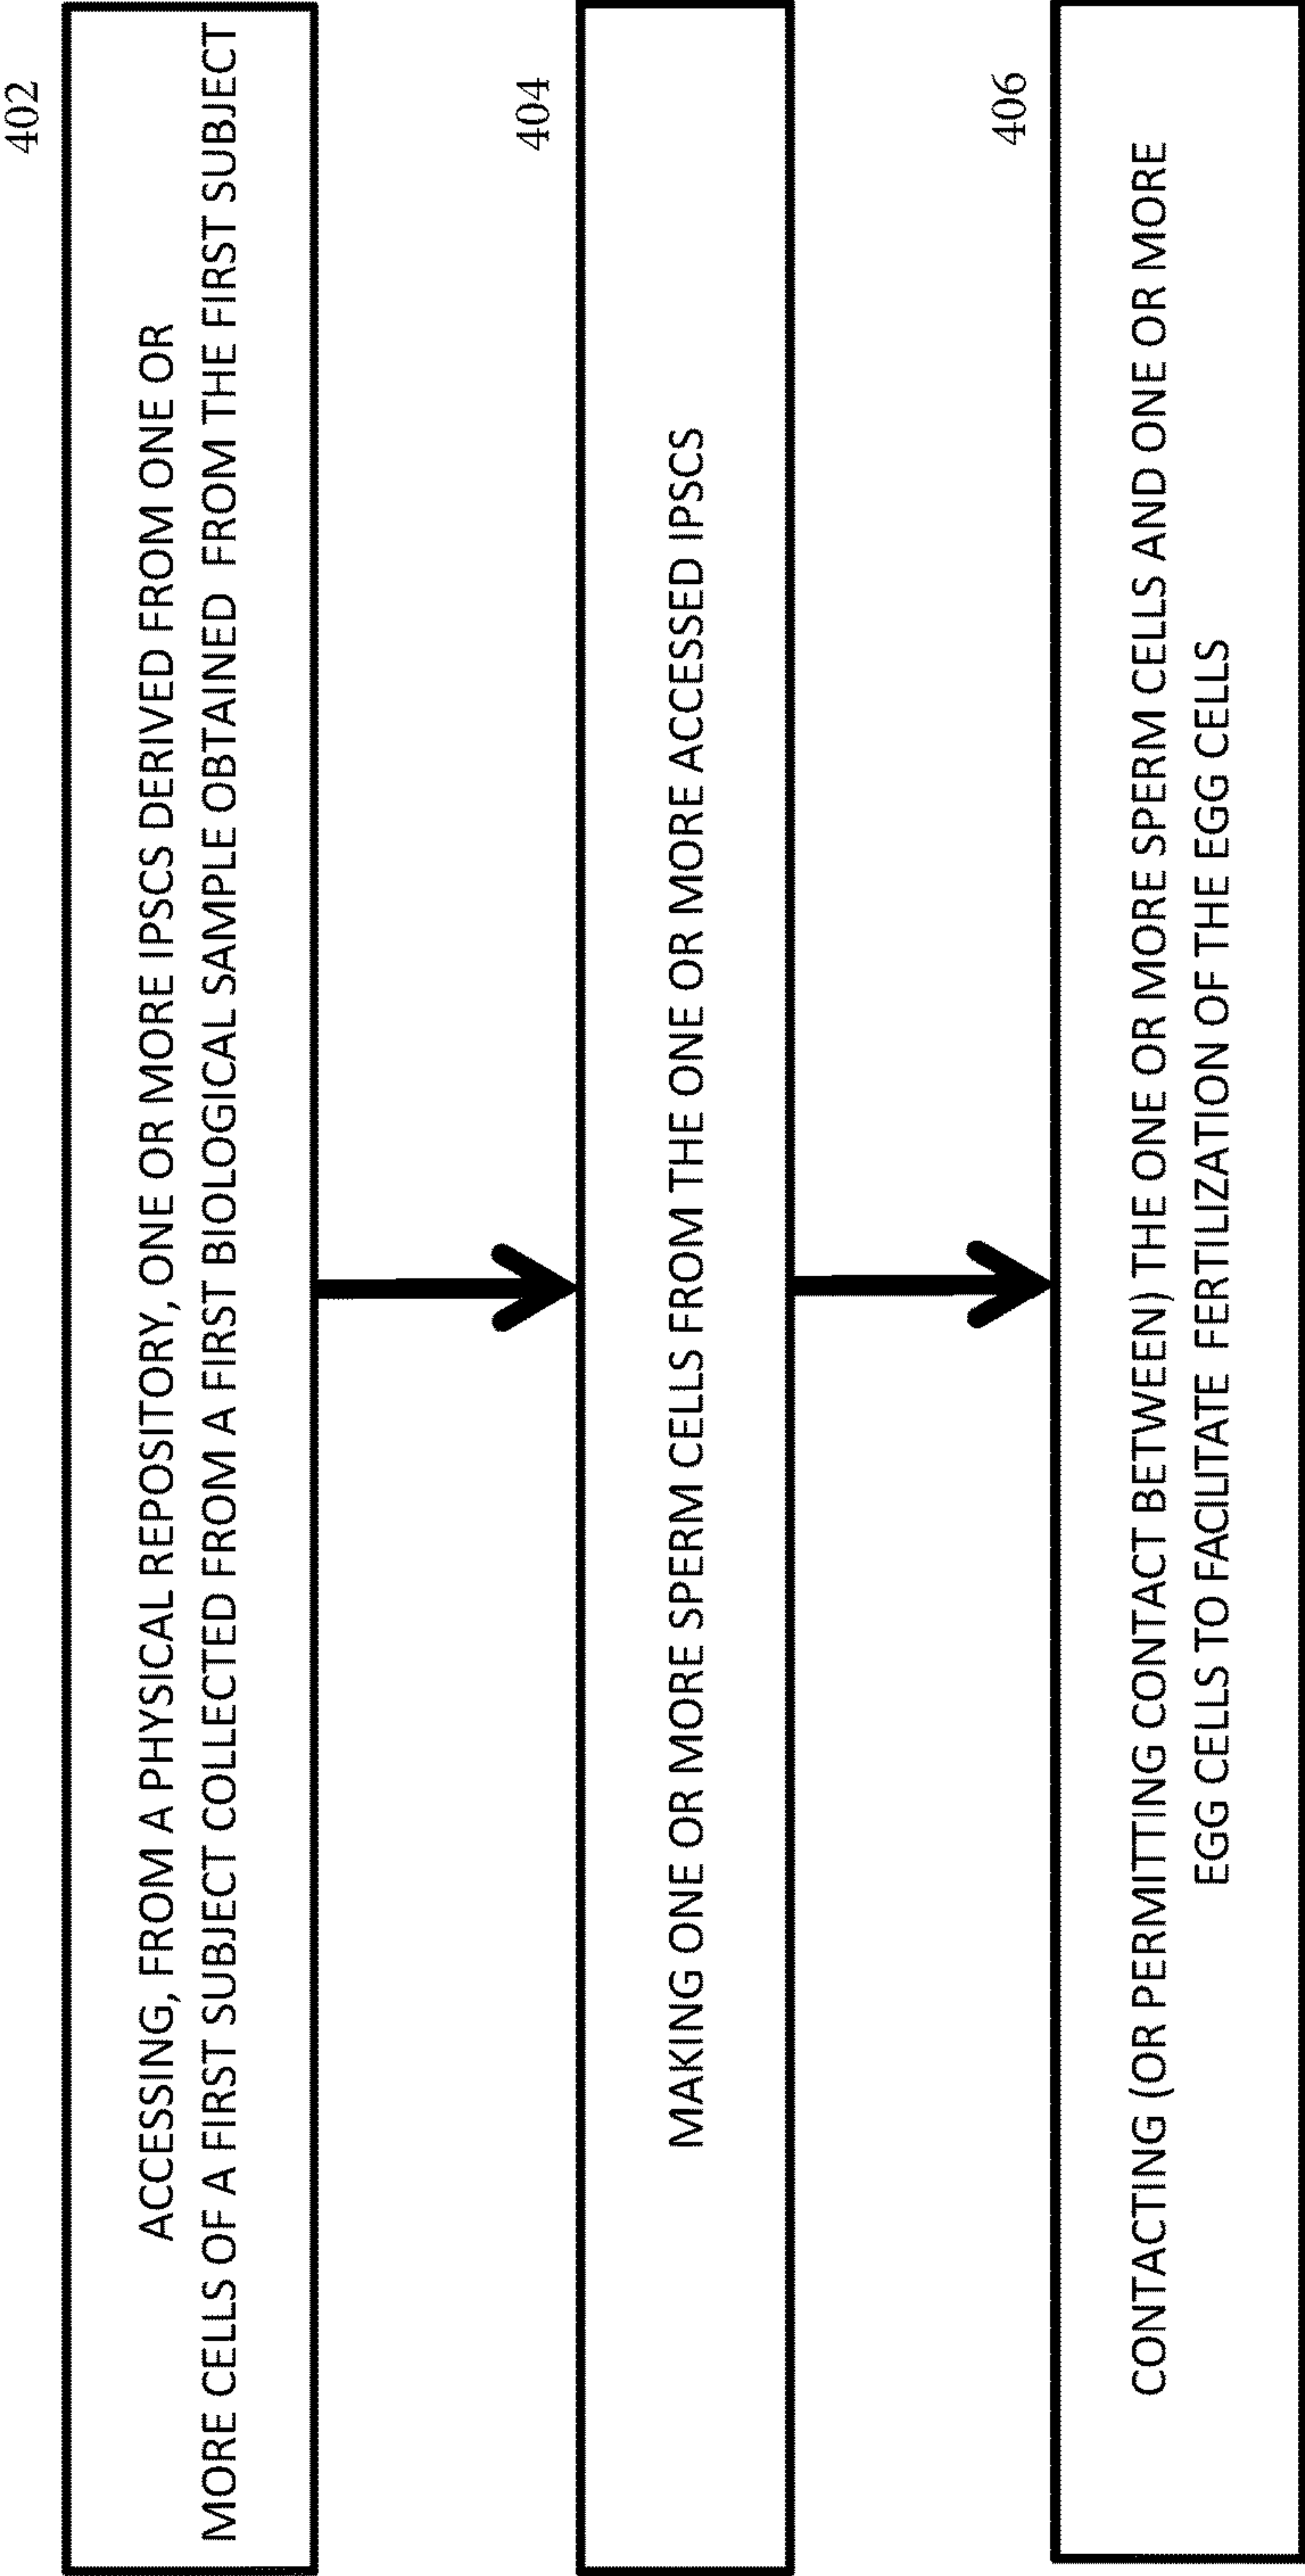 402
ACCESSING, FROM A PHYSICAL REPOSITORY, ONE OR MORE IPSCS DERIVED FROM ONE OR
MORE CELLS OF A FIRST SUBJECT COLLECTED FROM A FIRST BIOLOGICAL SAMPLE OBTAINED FROM THE FIRST SUBJECT
404
MAKING ONE OR MORE SPERM CELLS FROM THE ONE OR MORE ACCESSED IPSCS
406
CONTACTING (OR PERMITTING CONTACT BETWEEN) THE ONE OR MORE SPERM CELLS AND ONE OR MORE
EGG CELLS TO FACILITATE FERTILIZATION OF THE EGG CELLS